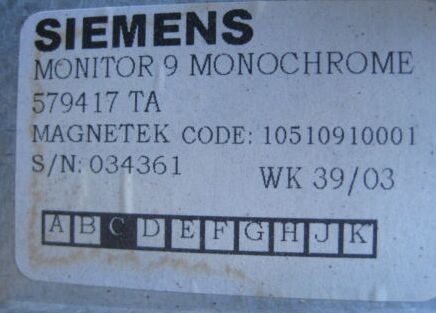 SIEMENS
MONITOR 9 MONOCHROME
579417 TA
MAGNETEK CODE: 10510910001
S/N: 034361 WK 39/03
A B C D E F G H J K